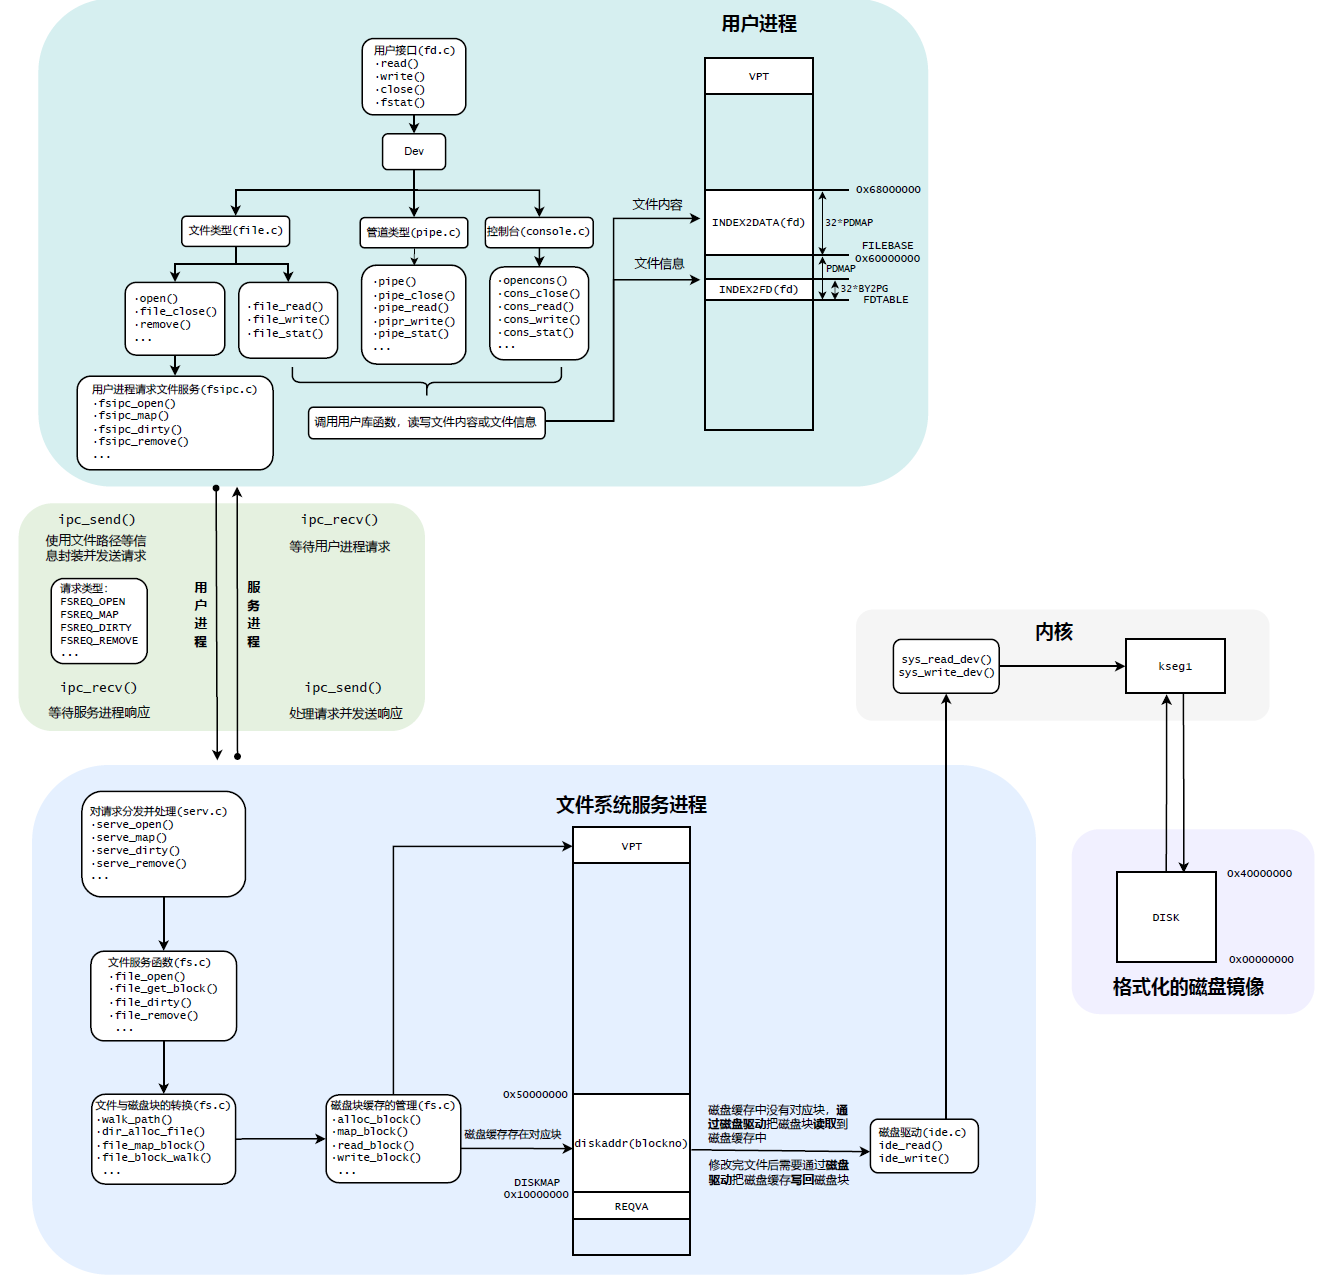 用户进程
用户接口(fd.c)
·read()
·write()
·close()
·fstat()
Dev
文件类型(file.c)
管道类型(pipe.c)
控制台(console.c)
·open()
·file_close()
·remove()
...
·file_read()
·file_write()
·file_stat()
·pipe()
·pipe_close()
·pipe_read()
·pipr_write()
·pipe_stat()
...
·opencons()
·cons_close()
·cons_read()
·cons_write()
·cons_stat()
...
用户进程请求文件服务(fsipc.c)
·fsipc_open()
·fsipc_map()
·fsipc_dirty()
·fsipc_remove()
...
调用用户库函数，读写文件内容或文件信息
文件内容
文件信息
VPT
INDEX2DATA(fd)
INDEX2FD(fd)
0x68000000
32*PDMAP
FILEBASE
0x60000000
PDMAP
32*BY2PG
FDTABLE
ipc_send()
使用文件路径等信
息封装并发送请求
请求类型:
FSREQ_OPEN
FSREQ_MAP
FSREQ_DIRTY
FSREQ_REMOVE
...
ipc_recv()
等待服务进程响应
用户进程
服务进程
ipc_recv()
等待用户进程请求
ipc_send()
处理请求并发送响应
内核
sys_read_dev()
sys_write_dev()
kseg1
DISK
0x40000000
0x00000000
格式化的磁盘镜像
文件系统服务进程
对请求分发并处理(serv.c)
·serve_open()
·serve_map()
·serve_dirty()
·serve_remove()
...
文件服务函数(fs.c)
·file_open()
·file_get_block()
·file_dirty()
·file_remove()
...
文件与磁盘块的转换(fs.c)
·walk_path()
·dir_alloc_file()
·file_map_block()
·file_block_walk()
...
磁盘块缓存的管理(fs.c)
·alloc_block()
·map_block()
·read_block()
·write_block()
...
磁盘缓存存在对应块
VPT
0x50000000
diskaddr(blockno)
DISKMAP
0x10000000
REQVA
磁盘缓存中没有对应块，通
过磁盘驱动把磁盘块读取到
磁盘缓存中
修改完文件后需要通过磁盘
驱动把磁盘缓存写回磁盘块
磁盘驱动(ide.c)
ide_read()
ide_write()